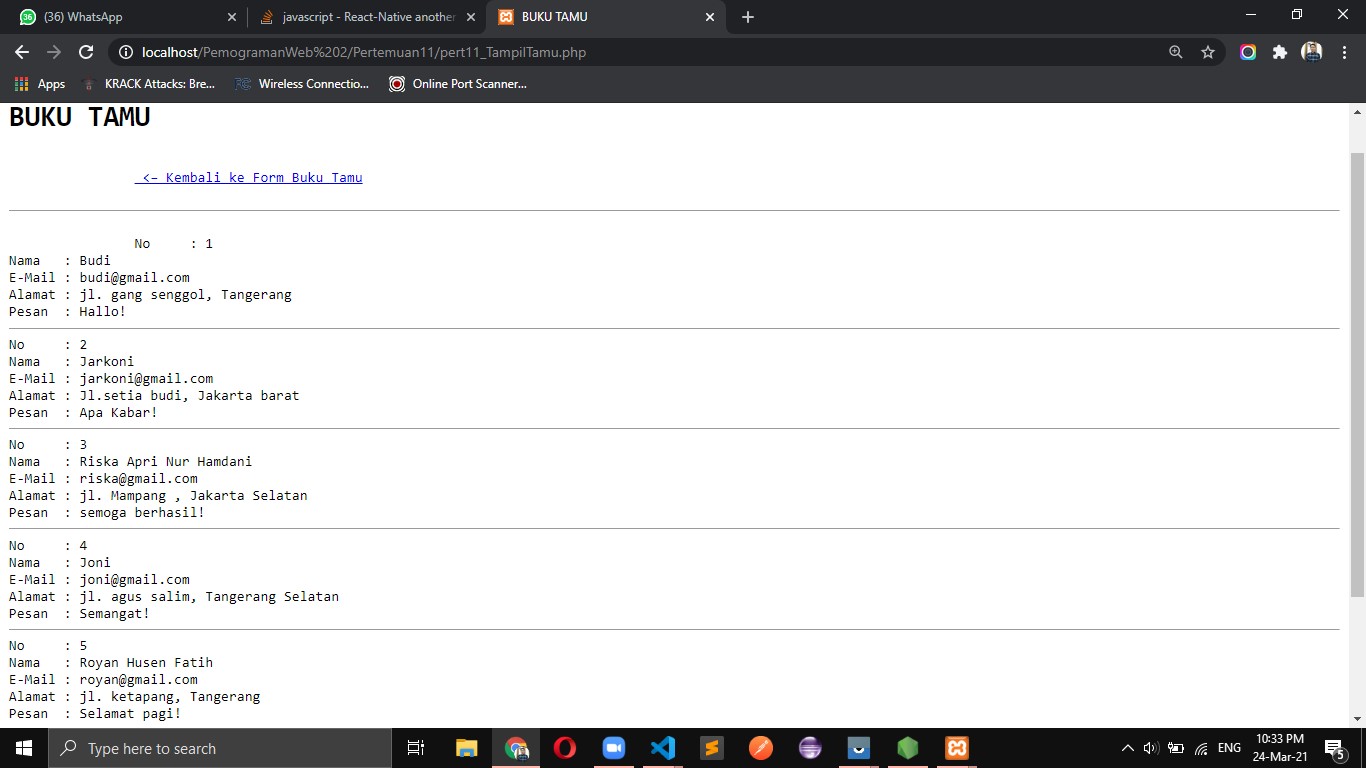 (36) WhatsApp
javascript - React-Native another
BUKU TAMU
localhost/PemogramanWeb%202/Pertemuan11/pert11_TampilTamu.php
Apps
KRACK Attacks: Bre...
Wireless Connectio...
Online Port Scanner...
BUKU TAMU
<- Kembali ke Form Buku Tamu
No : 1
Nama : Budi
E-Mail : budi@gmail.com
Alamat : jl. gang senggol, Tangerang
Pesan : Hallo!
No : 2
Nama : Jarkoni
E-Mail : jarkoni@gmail.com
Alamat : Jl.setia budi, Jakarta barat
Pesan : Apa Kabar!
No : 3
Nama : Riska Apri Nur Hamdani
E-Mail : riska@gmail.com
Alamat : jl. Mampang , Jakarta Selatan
Pesan : semoga berhasil!
No : 4
Nama : Joni
E-Mail : joni@gmail.com
Alamat : jl. agus salim, Tangerang Selatan
Pesan : Semangat!
No : 5
Nama : Royan Husen Fatih
E-Mail : royan@gmail.com
Alamat : jl. ketapang, Tangerang
Pesan : Selamat pagi!
Type here to search
ENG
10:33 PM
24-Mar-21
5